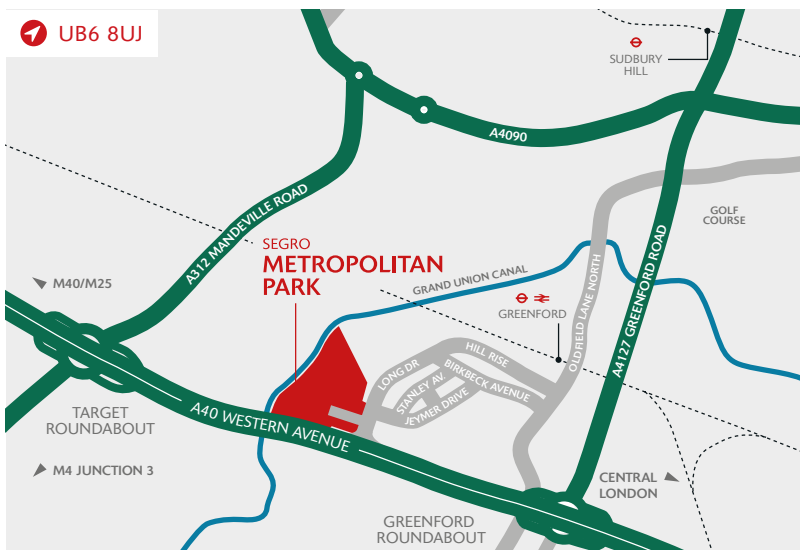 UB6 8UJ
SUDBURY
HILL
A4090
A312 MANDEVILLE ROAD
GOLF
COURSE
SEGRO
METROPOLITAN
PARK
M40/M25
GRAND UNION CANAL
GREENFORD
OLDFIELD LANE NORTH
A4127 GREENFORD ROAD
HILL RISE
LONG DR
STANLEY AV.
BIRKBECK AVENUE
JEYMER DRIVE
TARGET
ROUNDABOUT
A40 WESTERN AVENUE
M4 JUNCTION 3
CENTRAL
LONDON
GREENFORD
ROUNDABOUT